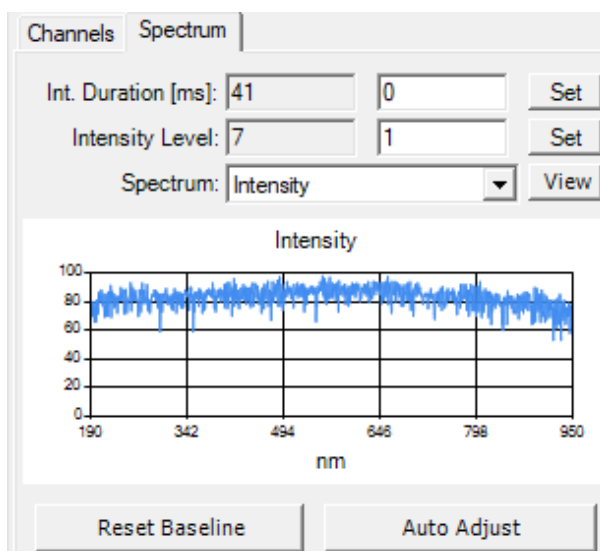 Channels Spectrum
Int. Duration [ms]: 41 0 Set
Intensity Level: 7 1 Set
Spectrum: Intensity View
Intensity
100
80
60
40
20
0
190 342 494 646 798 950
nm
Reset Baseline Auto Adjust